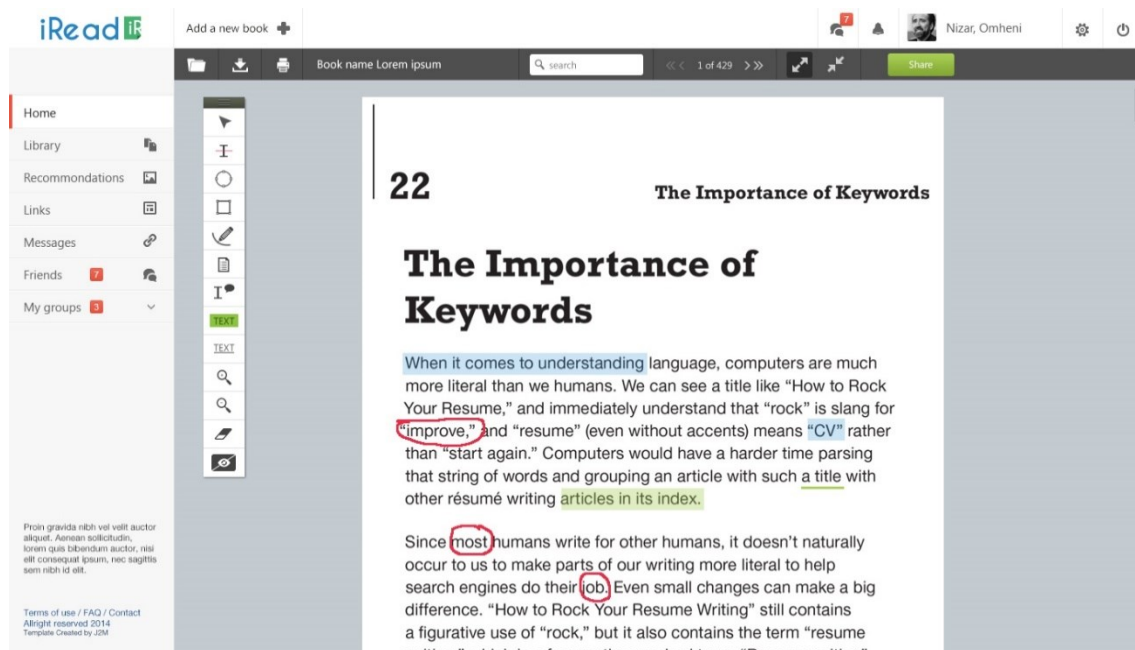 iRead iR
Add a new book
7
Nizar, Omheni
Book name Lorem ipsum
search
1 of 429
Share
Home
Library
Recommondations
Links
Messages
Friends 7
My groups 3
TEXT
TEXT
22
The Importance of Keywords
The Importance of
Keywords
When it comes to understanding language, computers are much
more literal than we humans. We can see a title like “How to Rock
Your Resume,” and immediately understand that “rock” is slang for
“improve,” and “resume” (even without accents) means “CV” rather
than “start again.” Computers would have a harder time parsing
that string of words and grouping an article with such a title with
other résumé writing articles in its index.
Since most humans write for other humans, it doesn’t naturally
occur to us to make parts of our writing more literal to help
search engines do their job. Even small changes can make a big
difference. “How to Rock Your Resume Writing” still contains
a figurative use of “rock,” but it also contains the term “resume
Proin gravida nibh vel velit auctor
aliquet. Aenean sollicitudin,
lorem quis bibendum auctor, nisi
elit consequat ipsum, nec sagittis
sem nibh id elit.
Terms of use / FAQ / Contact
Allright reserved 2014
Template Created by J2M